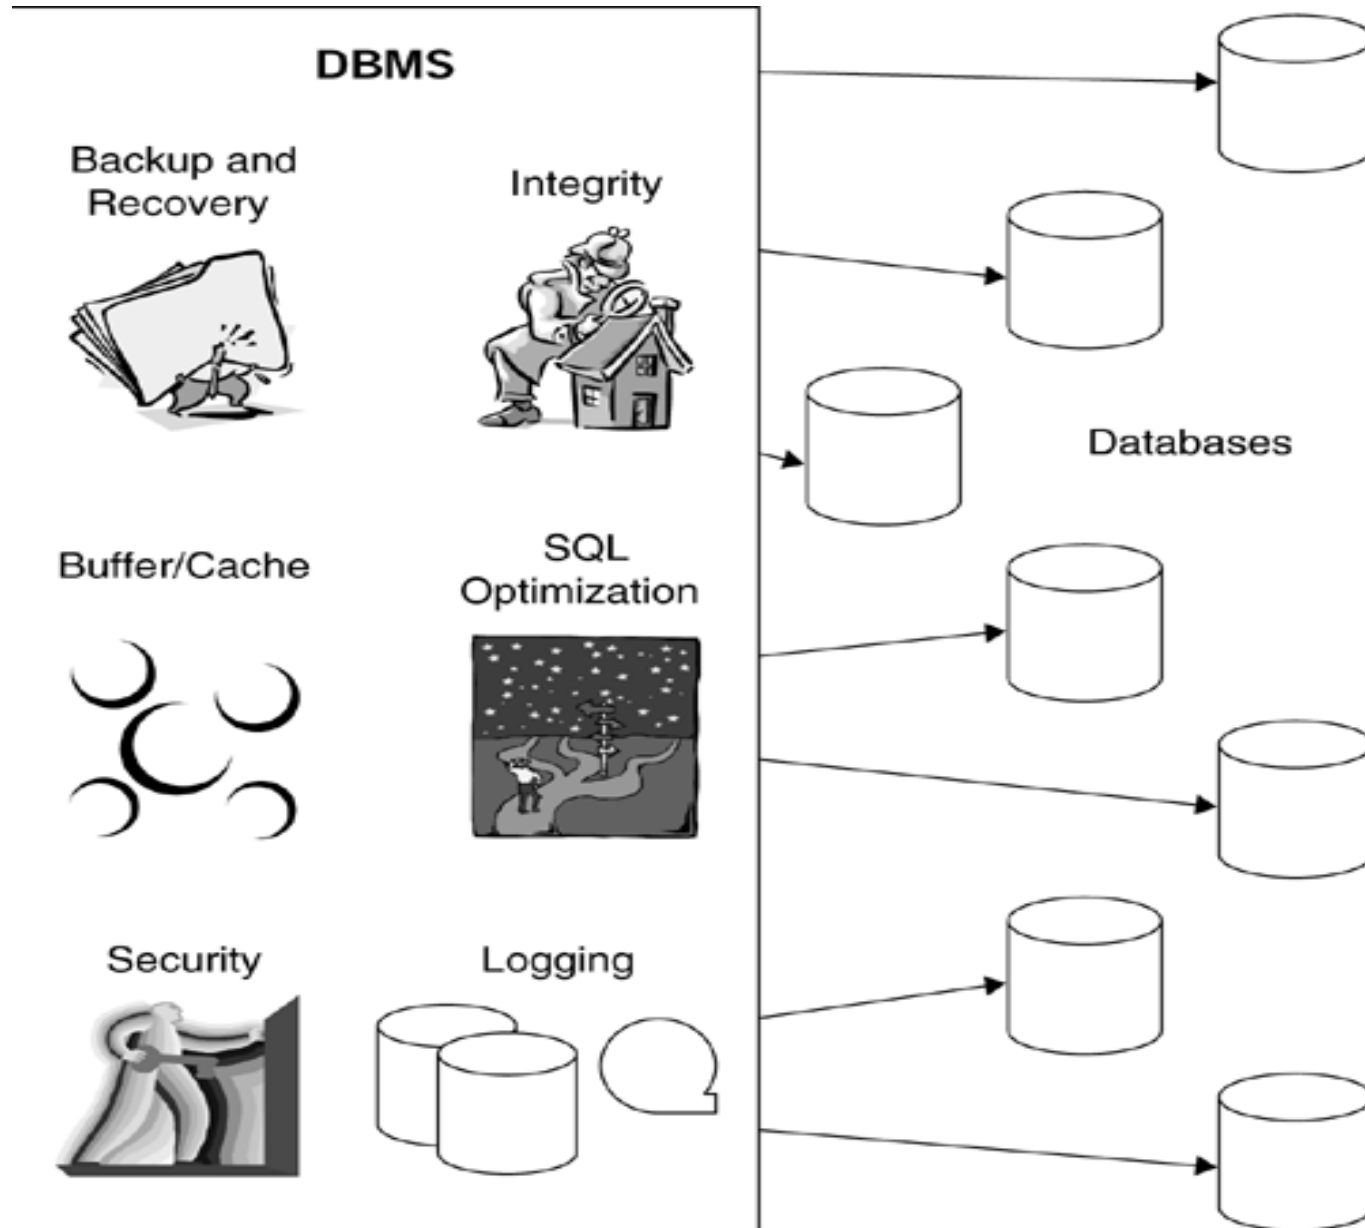 DBMS
Backup and
Recovery
Integrity
Databases
Buffer/Cache
SQL
Optimization
Security
Logging